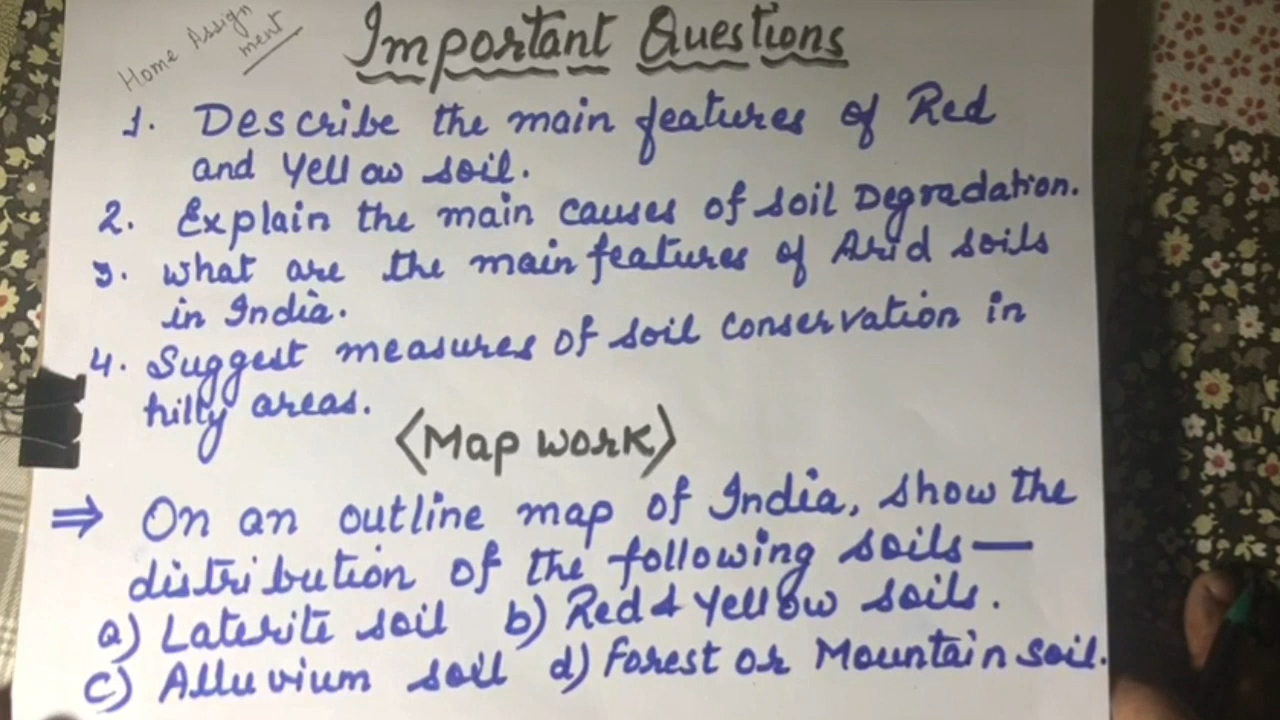 Home Assign
ment
Important Questions
1. Describe the main features of Red
and Yellow soil.
2. Explain the main causes of soil Degradation.
3. What are the main features of Arid soils
in India.
4. Suggest measures of soil conservation in
hilly areas.
<Map work>
⇒ On an outline map of India, show the
distribution of the following soils —
a) Laterite soil b) Red & Yellow soils.
c) Alluvium soil d) Forest or Mountain soil.